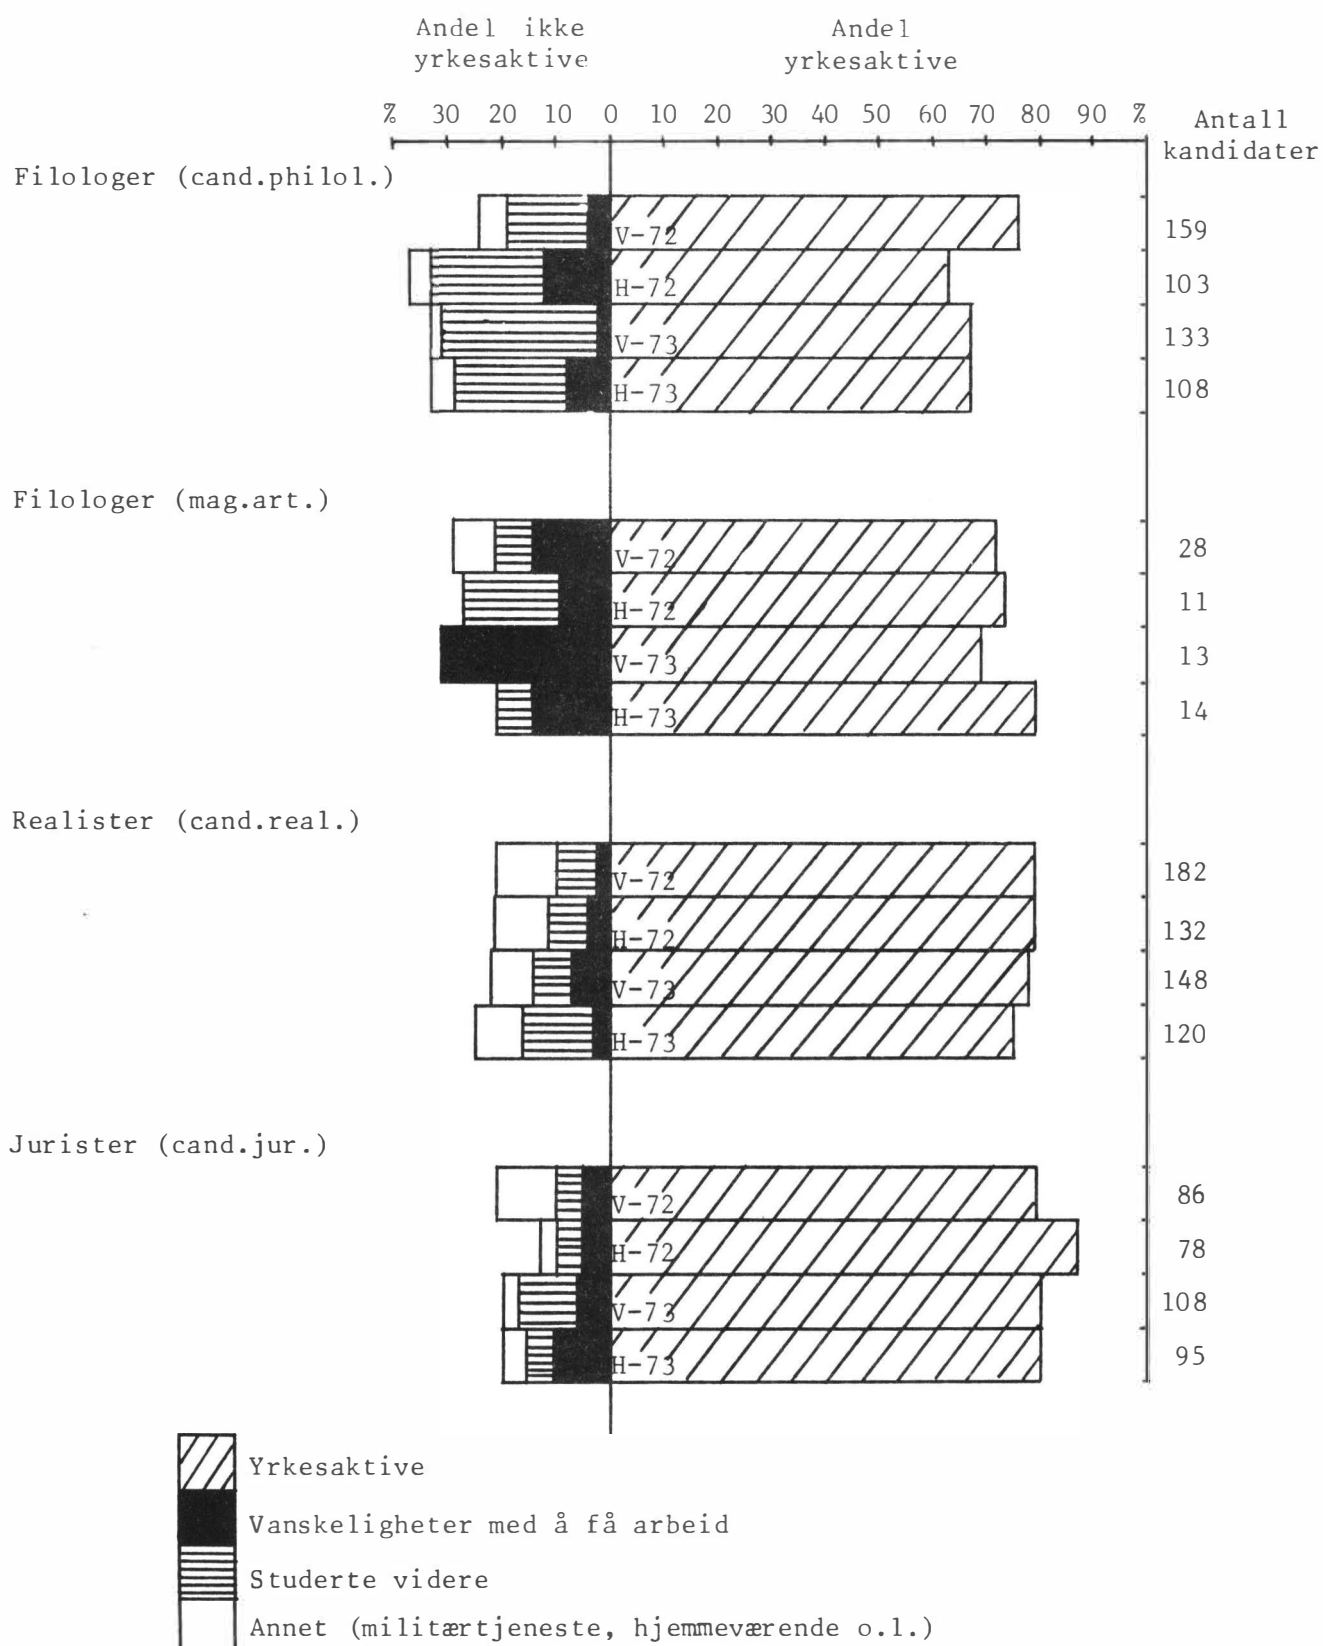 Andel ikke
yrkesaktive
Andel
yrkesaktive
% 30 20 10 0 10 20 30 40 50 60 70 80 90 %
Antall
kandidater
Filologer (cand.philol.)
V-72 159
H-72 103
V-73 133
H-73 108
Filologer (mag.art.)
V-72 28
H-72 11
V-73 13
H-73 14
Realister (cand.real.)
V-72 182
H-72 132
V-73 148
H-73 120
Jurister (cand.jur.)
V-72 86
H-72 78
V-73 108
H-73 95
Yrkesaktive
Vanskeligheter med å få arbeid
Studerte videre
Annet (militærtjeneste, hjemmeværende o.l.)